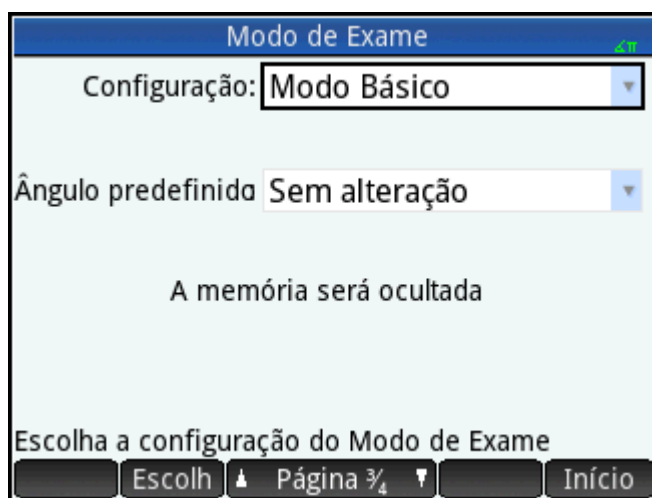 Modo de Exame
∡π
Configuração: Modo Básico
Ângulo predefinido Sem alteração
A memória será ocultada
Escolha a configuração do Modo de Exame
Escolh Página ¾ Início